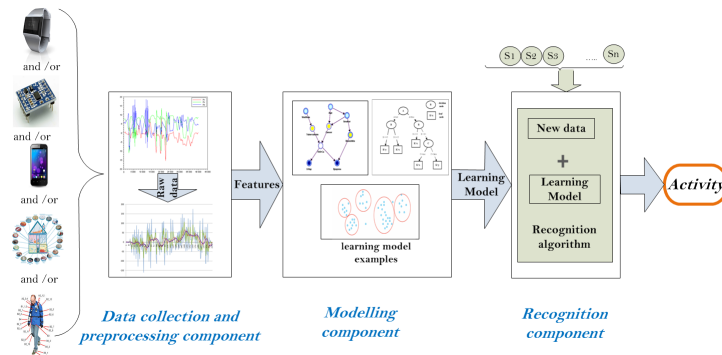 and /or
and /or
and /or
and /or
Raw
data
Features
learning model
examples
Learning
Model
S1 S2 S3 ..... Sn
New data
+
Learning
Model
Recognition
algorithm
Activity
Data collection and
preprocessing component
Modelling
component
Recognition
component